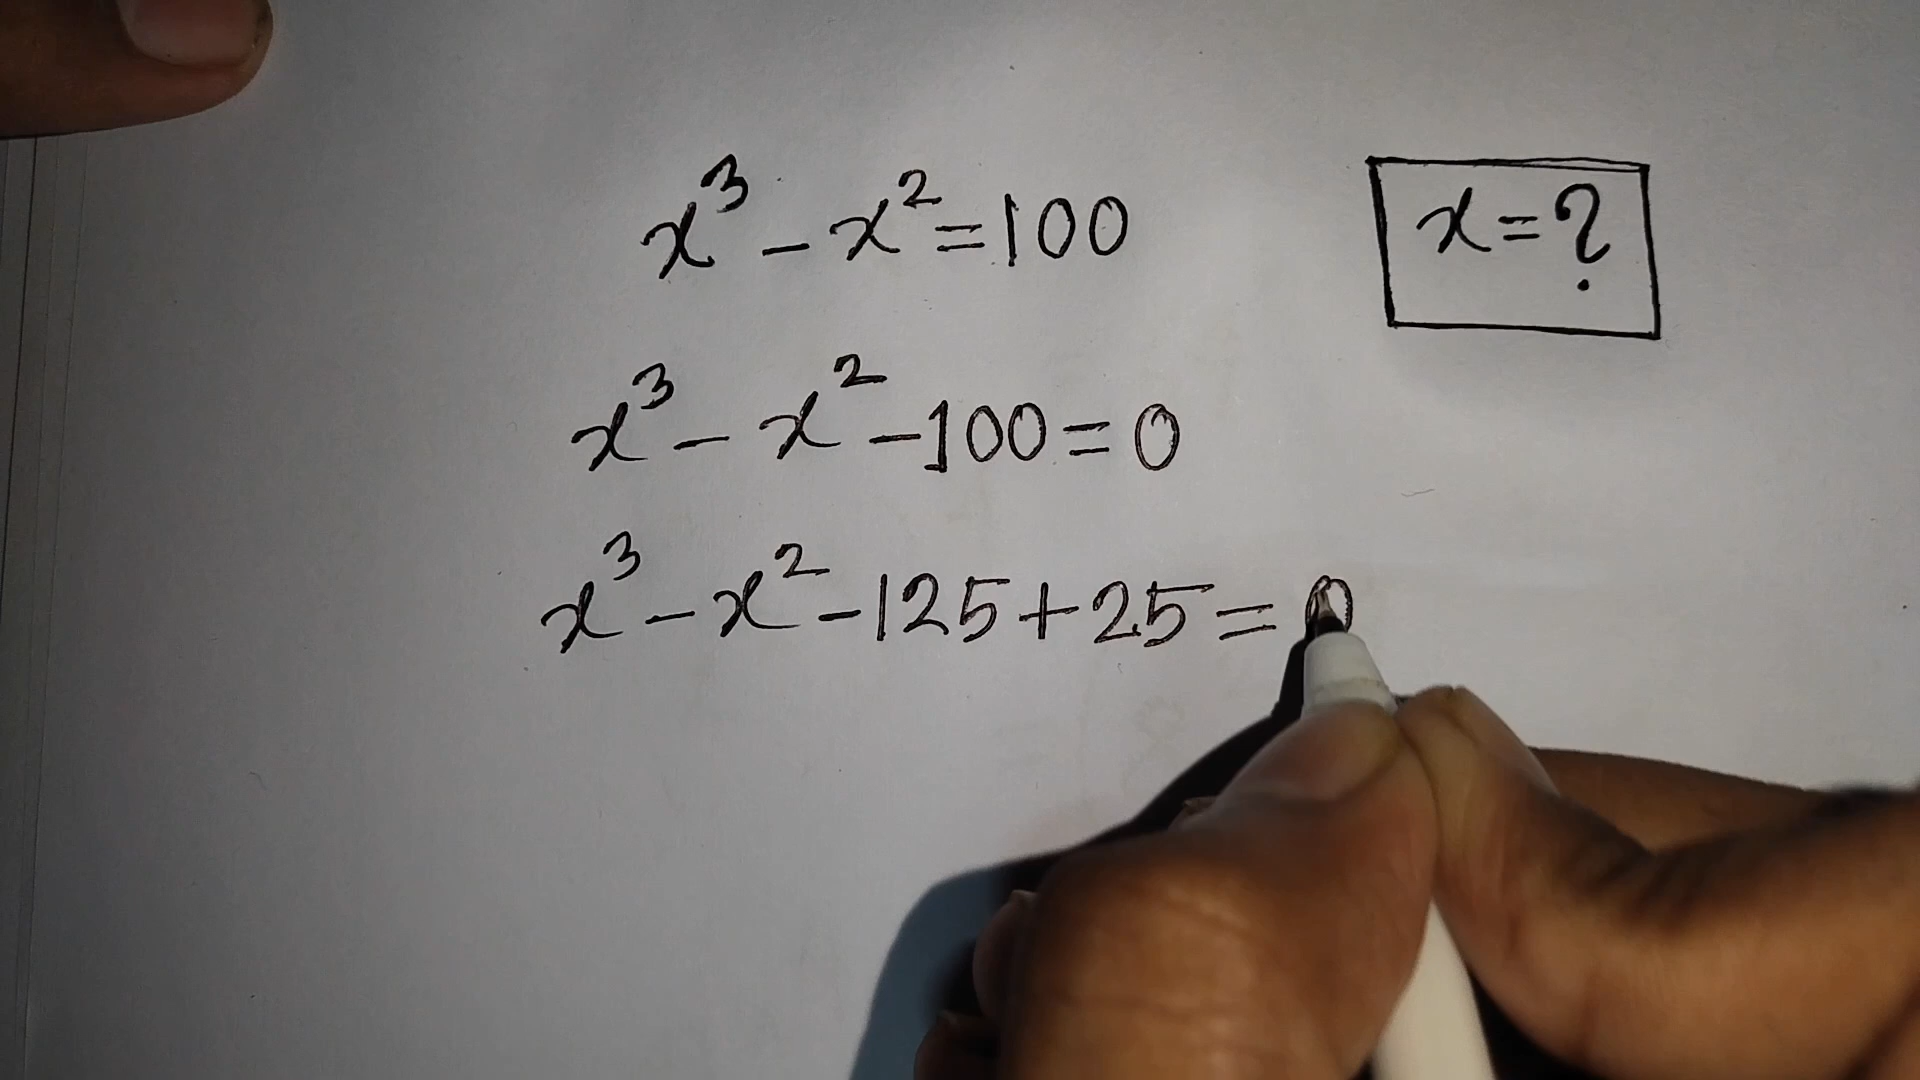 x³ - x² = 100
x = ?
x³ - x² - 100 = 0
x³ - x² - 125 + 25 = 0